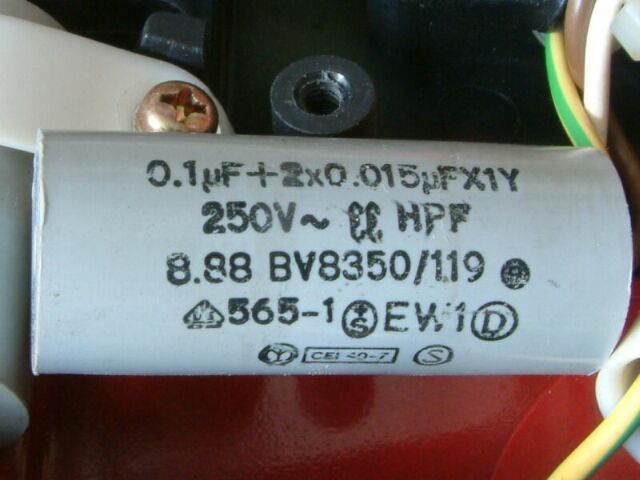 0.1µF+2x0.015µFX1Y
250V~ HPF
8.88 BV8350/119
565-1 S EW1 D
CEI 40-7 S